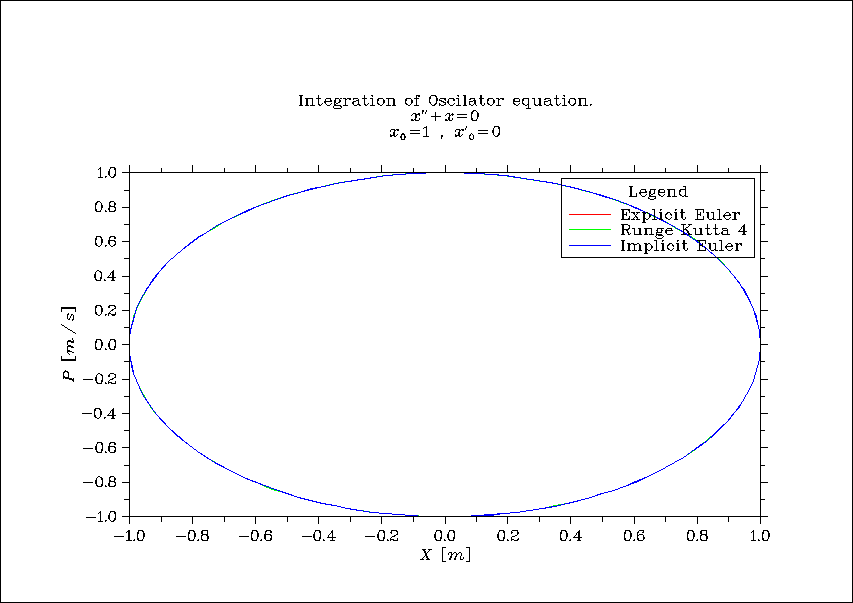 Integration of Oscilator equation.
x''+x=0
x₀=1 , x'₀=0
Legend
Explicit Euler
Runge Kutta 4
Implicit Euler
1.0
0.8
0.6
0.4
0.2
0.0
−0.2
−0.4
−0.6
−0.8
−1.0
P [m/s]
−1.0 −0.8 −0.6 −0.4 −0.2 0.0 0.2 0.4 0.6 0.8 1.0
X [m]